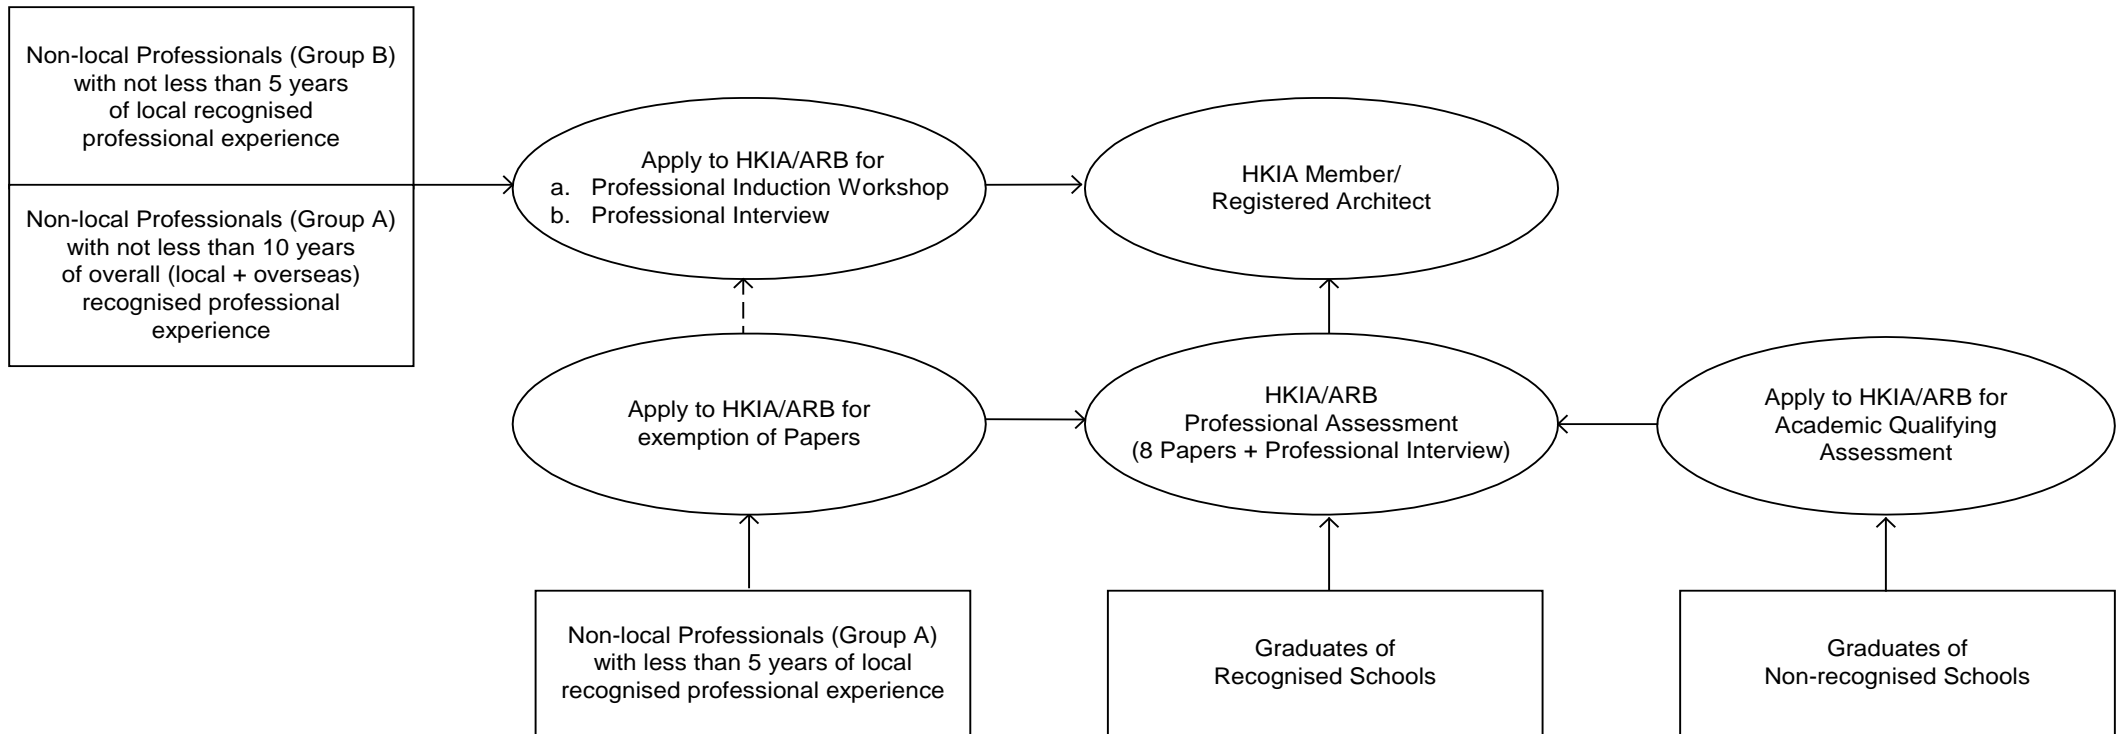 Non-local Professionals (Group B)
with not less than 5 years
of local recognised
professional experience
Non-local Professionals (Group A)
with not less than 10 years
of overall (local + overseas)
recognised professional
experience
Apply to HKIA/ARB for
a. Professional Induction Workshop
b. Professional Interview
HKIA Member/
Registered Architect
Apply to HKIA/ARB for
exemption of Papers
HKIA/ARB
Professional Assessment
(8 Papers + Professional Interview)
Apply to HKIA/ARB for
Academic Qualifying
Assessment
Non-local Professionals (Group A)
with less than 5 years of local
recognised professional experience
Graduates of
Recognised Schools
Graduates of
Non-recognised Schools